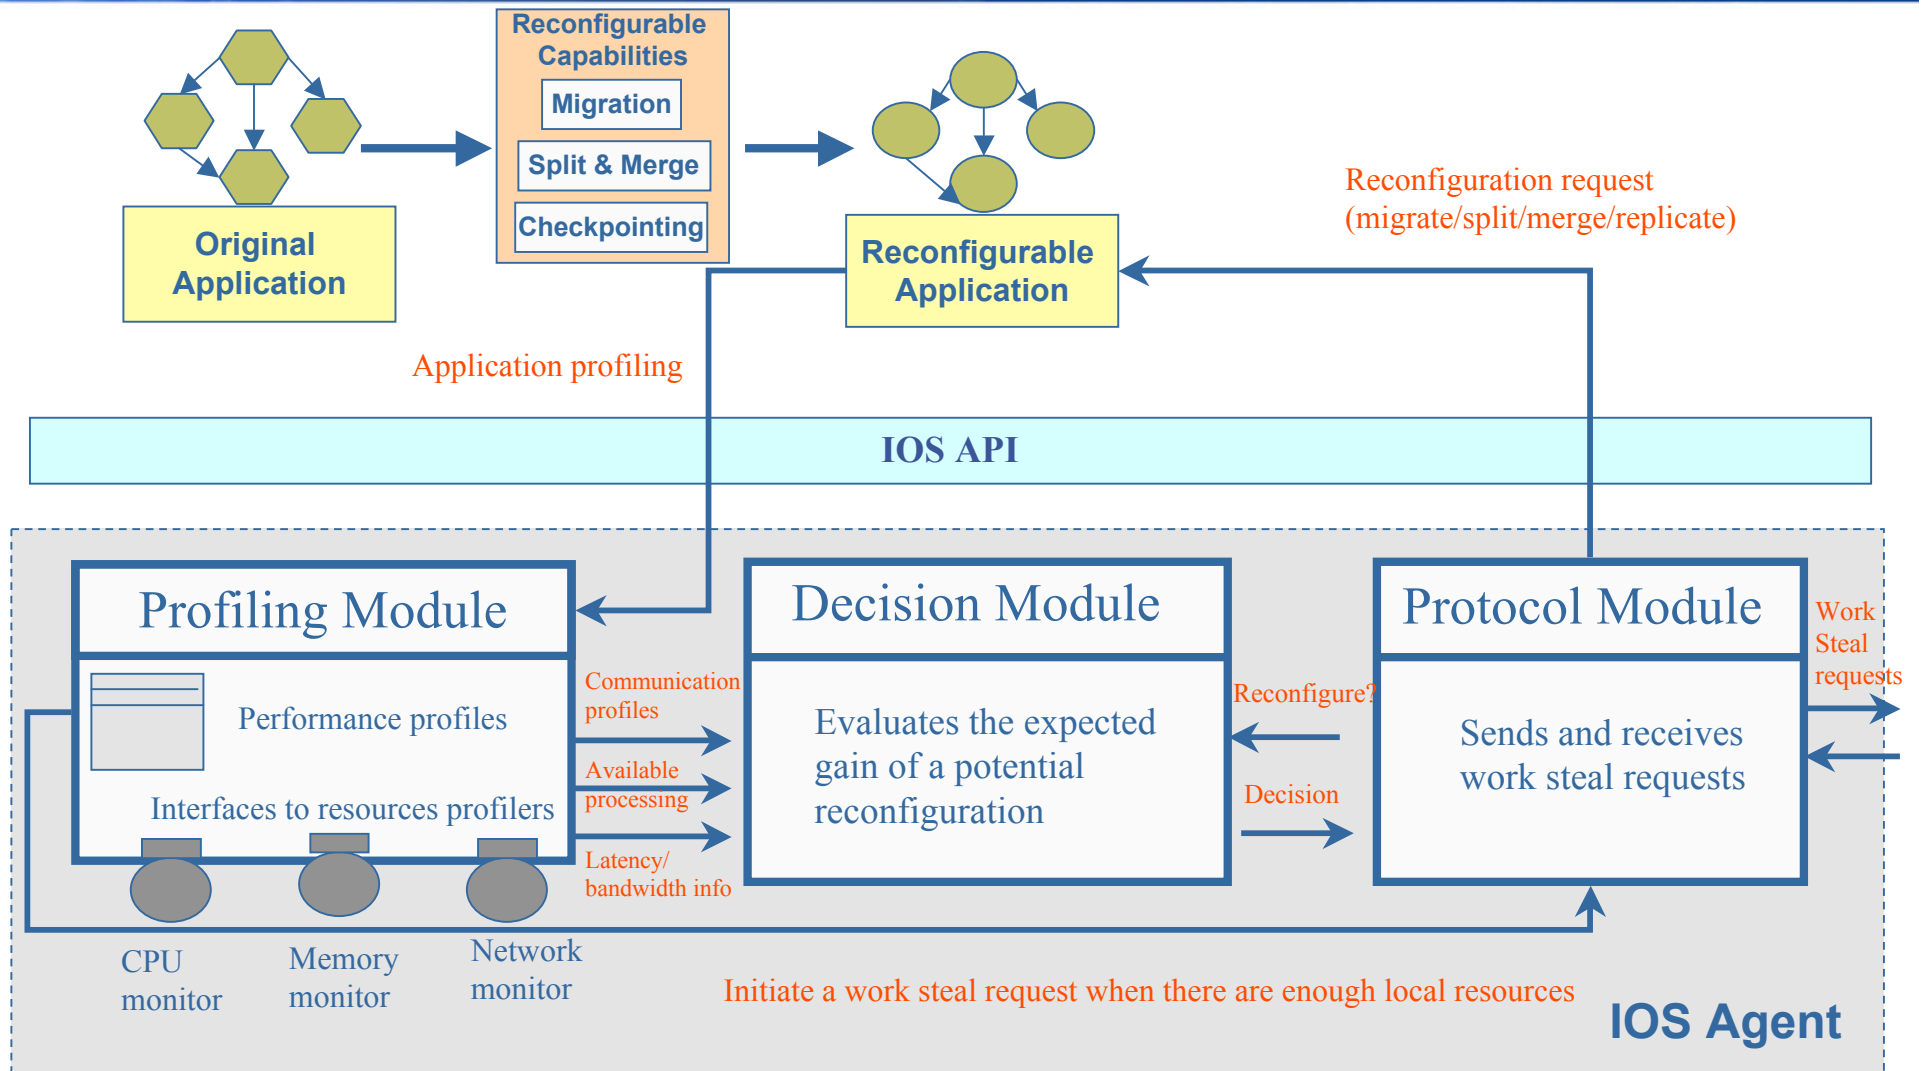 Reconfigurable
Capabilities
Migration
Split & Merge
Checkpointing
Original
Application
Reconfigurable
Application
Reconfiguration request
(migrate/split/merge/replicate)
Application profiling
IOS API
Profiling Module
Performance profiles
Interfaces to resources profilers
CPU
monitor
Memory
monitor
Network
monitor
Communication
profiles
Available
processing
Latency/
bandwidth info
Decision Module
Evaluates the expected
gain of a potential
reconfiguration
Reconfigure?
Decision
Protocol Module
Sends and receives
work steal requests
Work
Steal
requests
Initiate a work steal request when there are enough local resources
IOS Agent